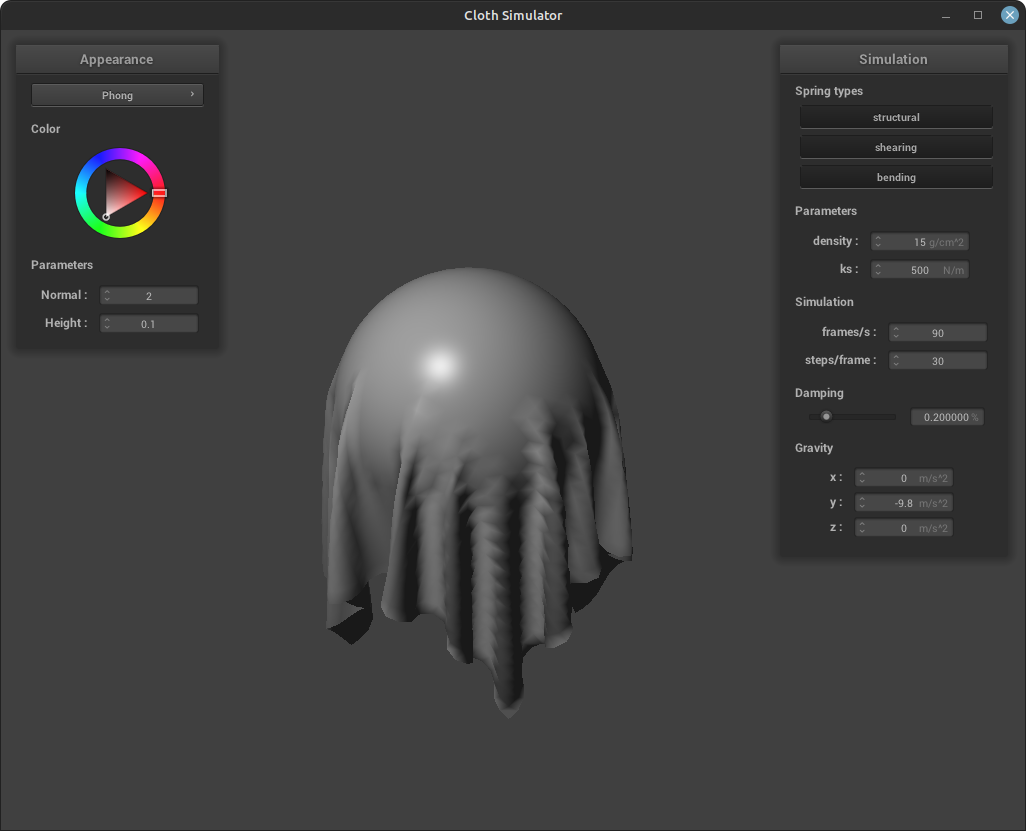 Cloth Simulator
Appearance
Phong
Color
Parameters
Normal : 2
Height : 0.1
Simulation
Spring types
structural
shearing
bending
Parameters
density : 15 g/cm^2
ks : 500 N/m
Simulation
frames/s : 90
steps/frame : 30
Damping
0.200000 %
Gravity
x : 0 m/s^2
y : -9.8 m/s^2
z : 0 m/s^2